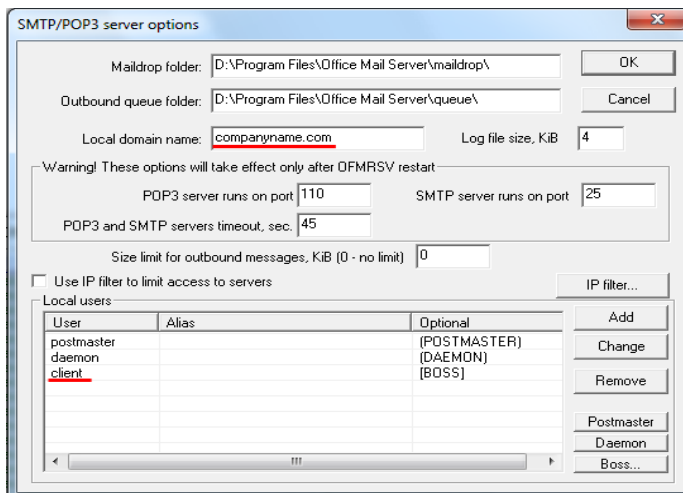 SMTP/POP3 server options
Maildrop folder: D:\Program Files\Office Mail Server\maildrop\ OK
Outbound queue folder: D:\Program Files\Office Mail Server\queue\ Cancel
Local domain name: companyname.com Log file size, KiB 4
Warning! These options will take effect only after OFMRSV restart
POP3 server runs on port 110 SMTP server runs on port 25
POP3 and SMTP servers timeout, sec. 45
Size limit for outbound messages, KiB (0 - no limit) 0
Use IP filter to limit access to servers IP filter...
Local users
User Alias Optional Add
postmaster (POSTMASTER)
daemon (DAEMON) Change
client [BOSS]
Remove
Postmaster
Daemon
Boss...